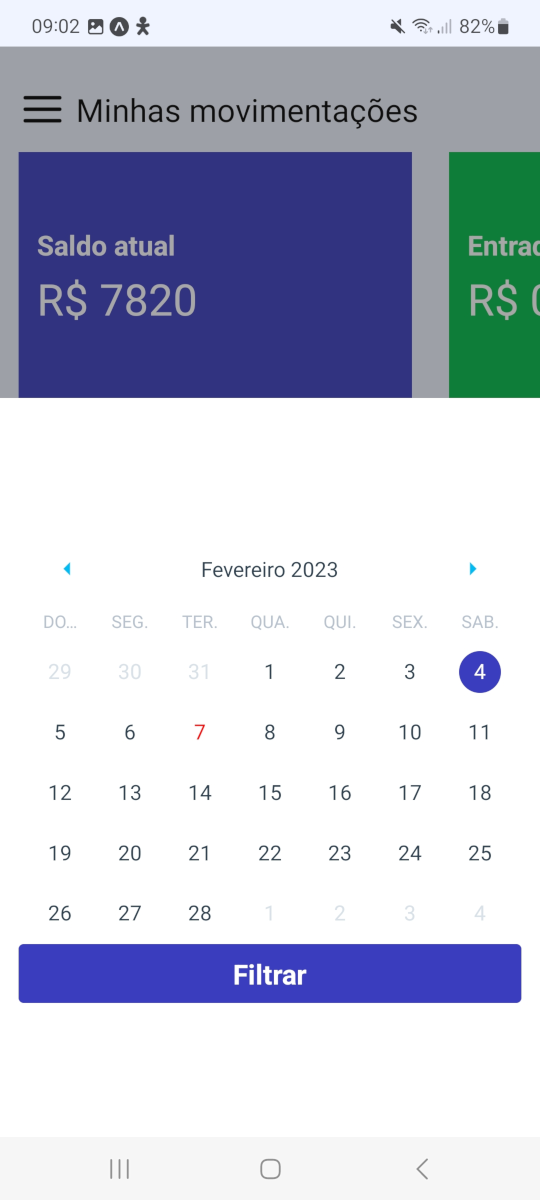 09:02 82%
Minhas movimentações
Saldo atual
R$ 7820
R$
Fevereiro 2023
DO... SEG. TER. QUA. QUI. SEX. SAB.
29 30 31 1 2 3 4
5 6 7 8 9 10 11
12 13 14 15 16 17 18
19 20 21 22 23 24 25
26 27 28 1 2 3 4
Filtrar